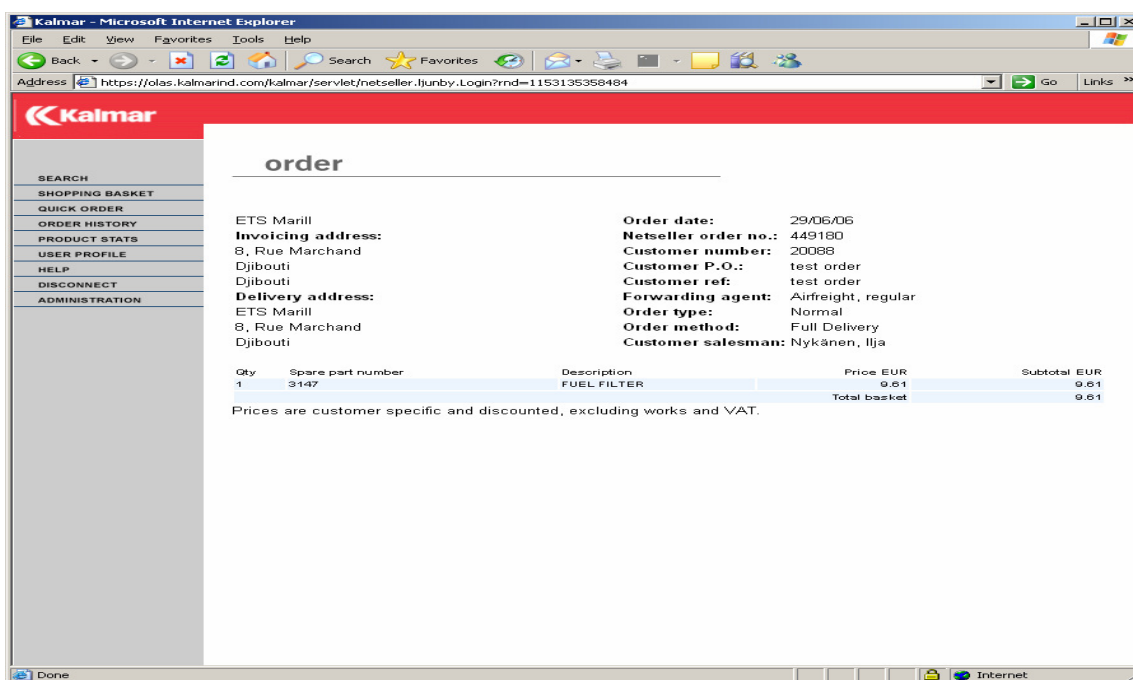 Kalmar - Microsoft Internet Explorer
File Edit View Favorites Tools Help
Back Search Favorites
Address https://olas.kalmarind.com/kalmar/servlet/netseller.ljunby.Login?rnd=1153135358484 Go Links »
Kalmar
order
SEARCH
SHOPPING BASKET
QUICK ORDER
ORDER HISTORY
PRODUCT STATS
USER PROFILE
HELP
DISCONNECT
ADMINISTRATION
ETS Marill
Invoicing address:
8, Rue Marchand
Djibouti
Djibouti
Delivery address:
ETS Marill
8, Rue Marchand
Djibouti
Order date: 29/06/06
Netseller order no.: 449180
Customer number: 20088
Customer P.O.: test order
Customer ref: test order
Forwarding agent: Airfreight, regular
Order type: Normal
Order method: Full Delivery
Customer salesman: Nykänen, Ilja
Qty Spare part number Description Price EUR Subtotal EUR
1 3147 FUEL FILTER 9.61 9.61
Total basket 9.61
Prices are customer specific and discounted, excluding works and VAT.
Done Internet